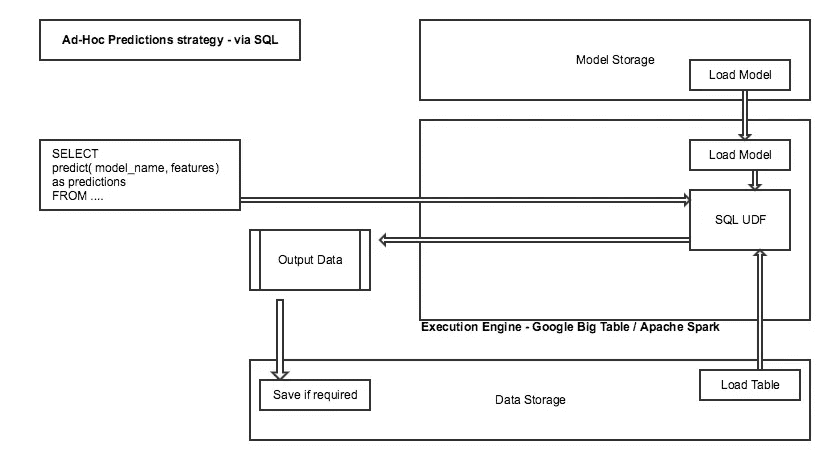 Ad-Hoc Predictions strategy - via SQL
Model Storage
Load Model
SELECT
predict( model_name, features)
as predictions
FROM ....
Load Model
SQL UDF
Output Data
Execution Engine - Google Big Table / Apache Spark
Save if required
Data Storage
Load Table